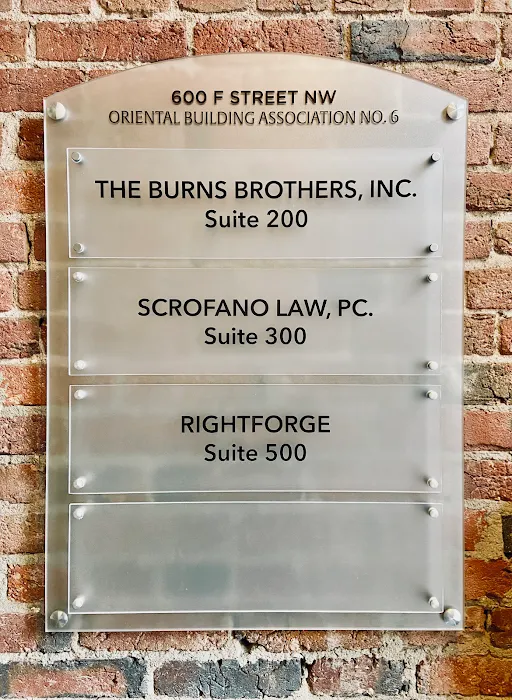 600 F STREET NW
ORIENTAL BUILDING ASSOCIATION NO. 6
THE BURNS BROTHERS, INC.
Suite 200
SCROFANO LAW, PC.
Suite 300
RIGHTFORGE
Suite 500